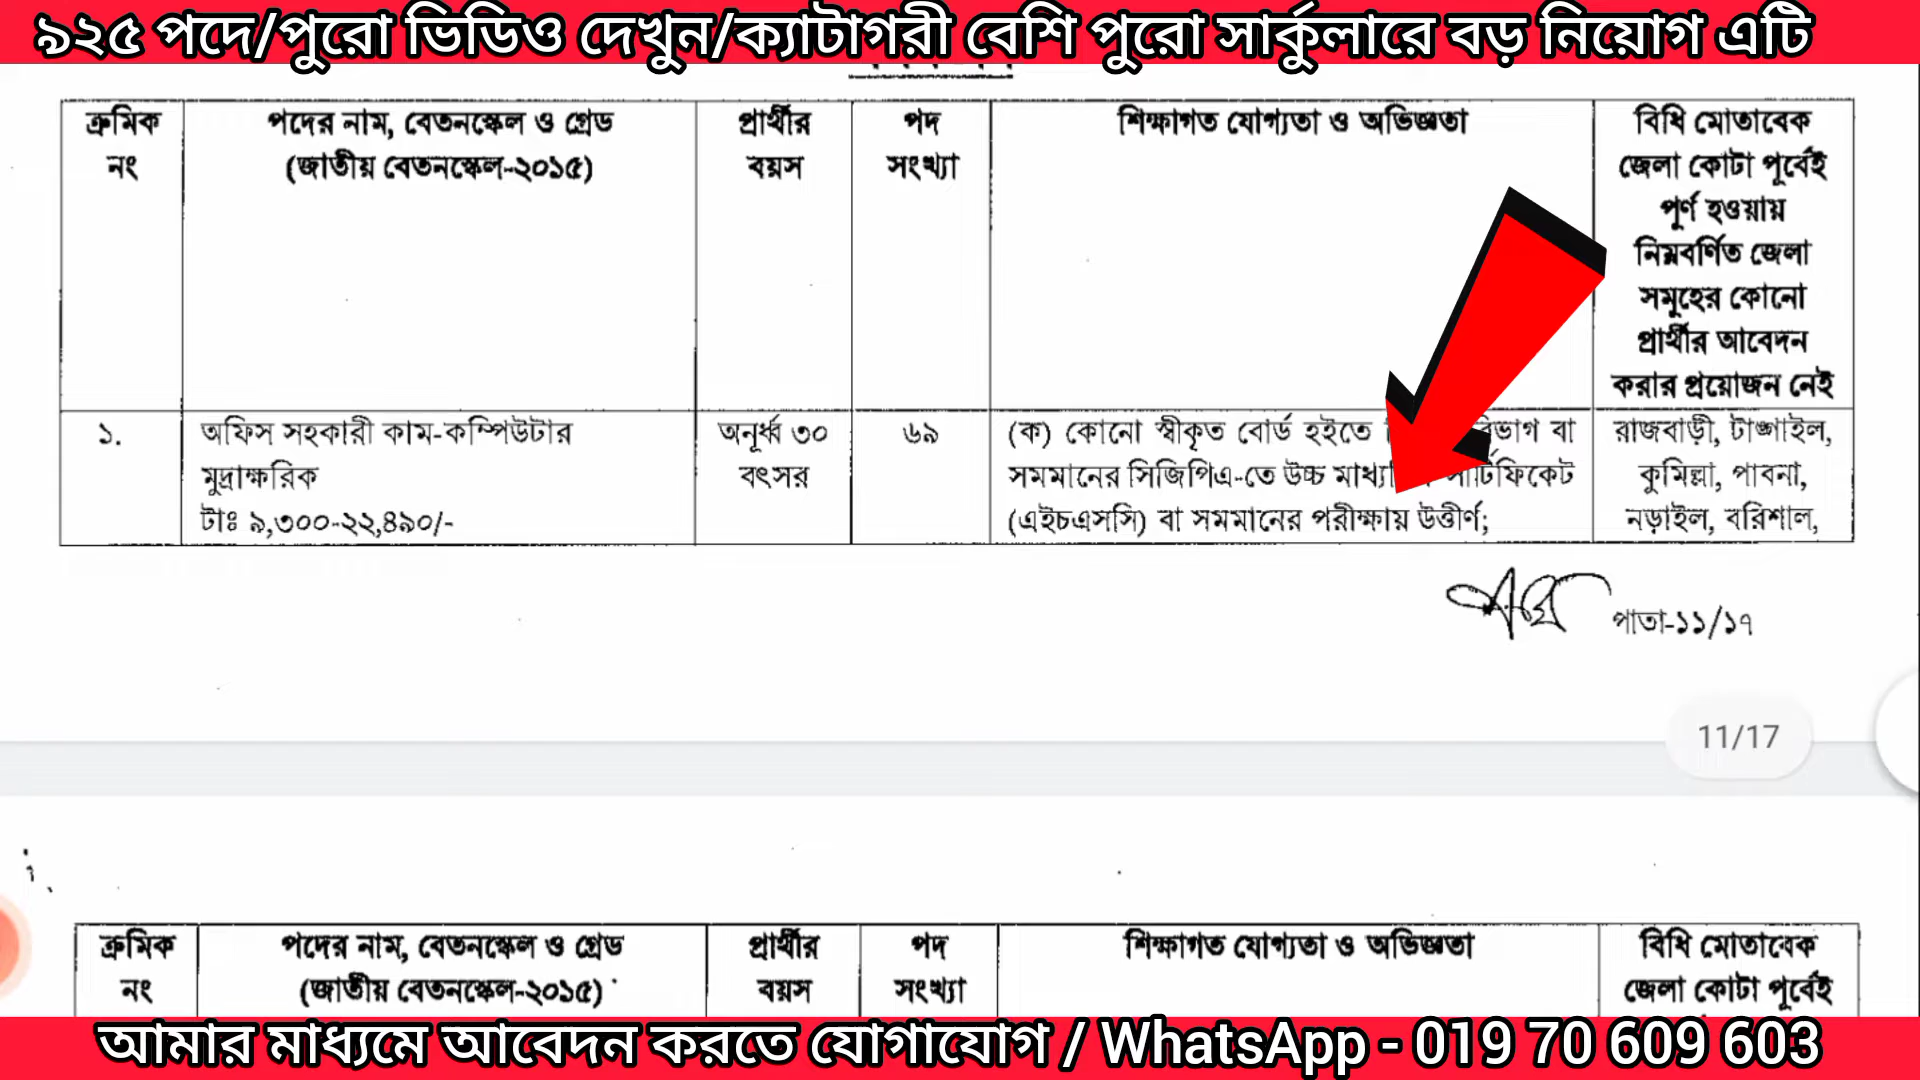 ৯২৫ পদে/পুরো ভিডিও দেখুন/ক্যাটাগরী বেশি পুরো সার্কুলারে বড় নিয়োগ এটি
ক্রমিক নং
পদের নাম, বেতনস্কেল ও গ্রেড
(জাতীয় বেতনস্কেল-২০১৫)
প্রার্থীর
বয়স
পদ
সংখ্যা
শিক্ষাগত যোগ্যতা ও অভিজ্ঞতা
বিধি মোতাবেক
জেলা কোটা পূর্বেই
পূর্ণ হওয়ায়
নিম্নবর্ণিত জেলা
সমূহের কোনো
প্রার্থীর আবেদন
করার প্রয়োজন নেই
১.
অফিস সহকারী কাম-কম্পিউটার
মুদ্রাক্ষরিক
টাঃ ৯,৩০০-২২,৪৯০/-
অনূর্ধ্ব ৩০
বৎসর
৬৯
(ক) কোনো স্বীকৃত বোর্ড হইতে বা
সমমানের সিজিপিএ-তে উচ্চ
(এইচএসসি) বা সমমানের পরীক্ষায় উত্তীর্ণ;
রাজবাড়ী, টাঙ্গাইল,
কুমিল্লা, পাবনা,
নড়াইল, বরিশাল,
পাতা-১১/১৭
11/17
ক্রমিক
নং
পদের নাম, বেতনস্কেল ও গ্রেড
(জাতীয় বেতনস্কেল-২০১৫)
প্রার্থীর
বয়স
পদ
সংখ্যা
শিক্ষাগত যোগ্যতা ও অভিজ্ঞতা
বিধি মোতাবেক
জেলা কোটা পূর্বেই
আমার মাধ্যমে আবেদন করতে যোগাযোগ / WhatsApp - 019 70 609 603